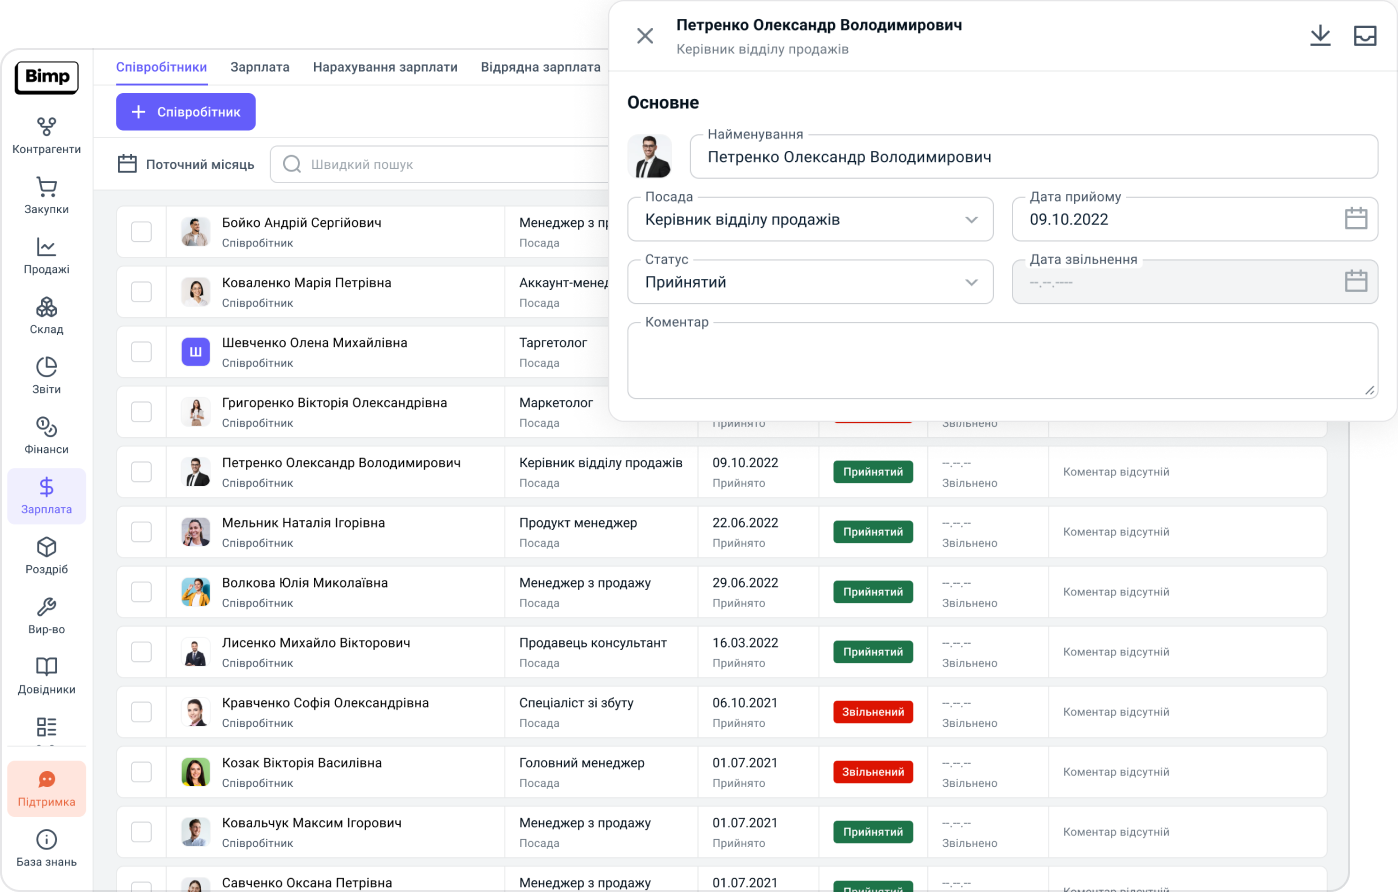 Bimp
Контрагенти
Закупки
Продажі
Склад
Звіти
Фінанси
Зарплата
Роздріб
Вир-во
Довідники
Підтримка
База знань
Співробітники Зарплата Нарахування зарплати Відрядна зарплата
Співробітник
Поточний місяць Швидкий пошук
Петренко Олександр Володимирович
Керівник відділу продажів
Основне
Найменування
Петренко Олександр Володимирович
Посада Дата прийому
Керівник відділу продажів 09.10.2022
Статус Дата звільнення
Прийнятий --.--.----
Коментар
Бойко Андрій Сергійович Менеджер з
Співробітник Посада
Коваленко Марія Петрівна
Співробітник Посада
Ш Шевченко Олена Михайлівна Таргетолог
Співробітник Посада
Григоренко Вікторія Олександрівна Маркетолог
Співробітник Посада Прийнято Звільнено
Петренко Олександр Володимирович Керівник відділу продажів 09.10.2022 Прийнятий --.--.-- Коментар відсутній
Співробітник Посада Прийнято Звільнено
Мельник Наталія Ігорівна Продукт менеджер 22.06.2022 Прийнятий --.--.-- Коментар відсутній
Співробітник Посада Прийнято Звільнено
Волкова Юлія Миколаївна Менеджер з продажу 29.06.2022 Прийнятий --.--.-- Коментар відсутній
Співробітник Посада Прийнято Звільнено
Лисенко Михайло Вікторович Продавець консультант 16.03.2022 Прийнятий --.--.-- Коментар відсутній
Співробітник Посада Прийнято Звільнено
Кравченко Софія Олександрівна Спеціаліст зі збуту 06.10.2021 Звільнений --.--.-- Коментар відсутній
Співробітник Посада Прийнято Звільнено
Козак Вікторія Василівна Головний менеджер 01.07.2021 Звільнений --.--.-- Коментар відсутній
Співробітник Посада Прийнято Звільнено
Ковальчук Максим Ігорович Менеджер з продажу 01.07.2021 Прийнятий --.--.-- Коментар відсутній
Співробітник Посада Прийнято Звільнено
Савченко Оксана Петрівна Менеджер з продажу 01.07.2021 Прийнятий --.--.--